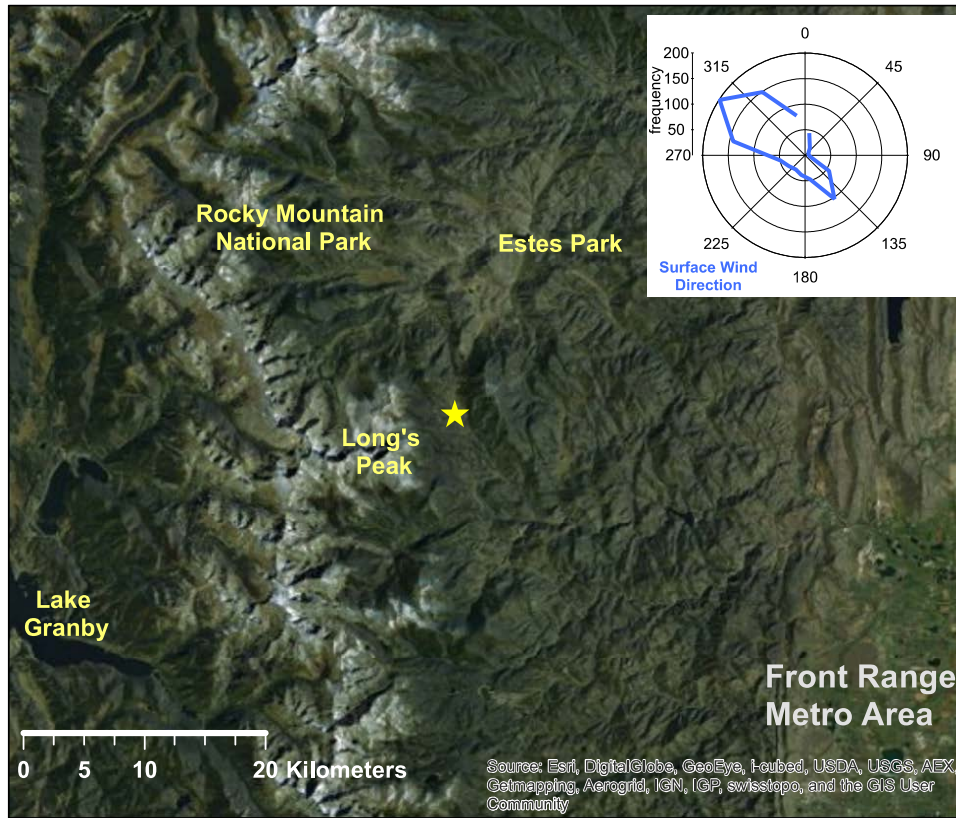 0
200
315
45
150
100
frequency
50
270
90
225
135
Surface Wind
Direction
180
Rocky Mountain
National Park
Estes Park
Long's
Peak
Lake
Granby
Front Range
Metro Area
0 5 10 20 Kilometers
Source: Esri, DigitalGlobe, GeoEye, i-cubed, USDA, USGS, AEX,
Getmapping, Aerogrid, IGN, IGP, swisstopo, and the GIS User
Community